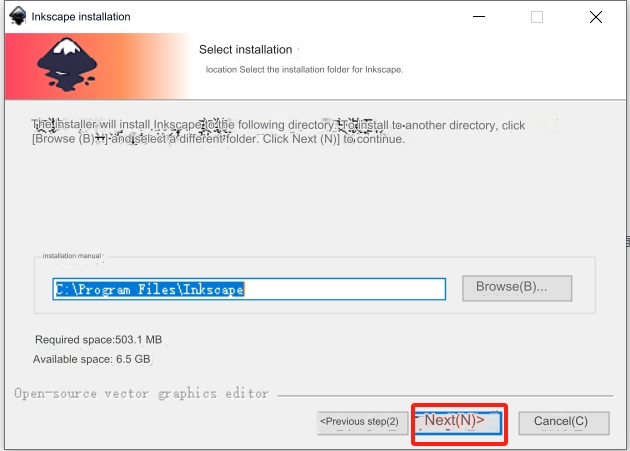 Inkscape installation
Select installation
location Select the installation folder for Inkscape.
The installer will install Inkscape to the following directory. To install to another directory, click
[Browse (B)...] and select a different folder. Click Next (N)] to continue.
installation manual
C:\Program Files\Inkscape
Browse(B)...
Required space:503.1 MB
Available space: 6.5 GB
Open-source vector graphics editor
<Previous step(2)
Next(N)>
Cancel(C)